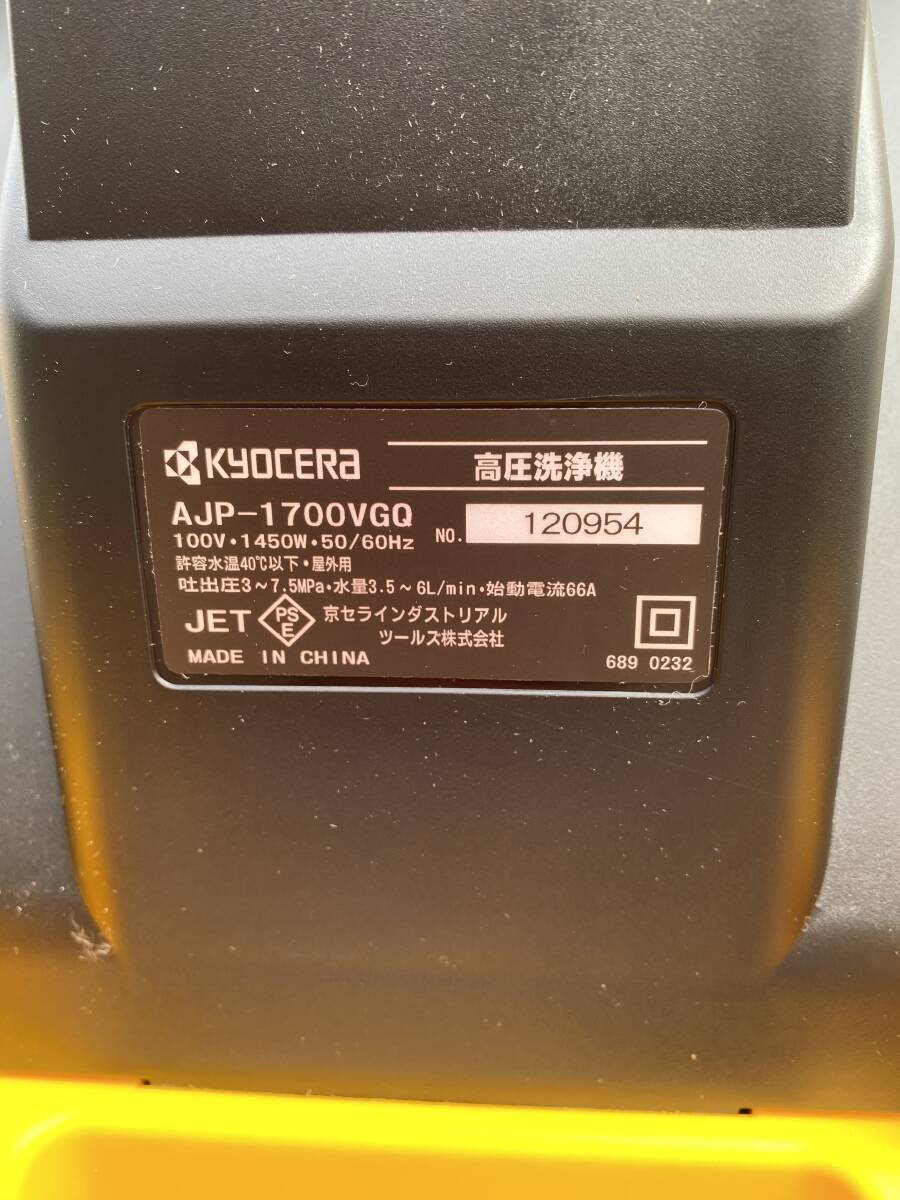 KYOCERA
高圧洗浄機
AJP-1700VGQ
100V・1450W・50/60Hz
NO. 120954
許容水温40℃以下・屋外用
吐出圧3～7.5MPa・水量3.5～6L/min・始動電流66A
JET
PS
E
京セラインダストリアル
ツールズ株式会社
MADE IN CHINA
689 0232